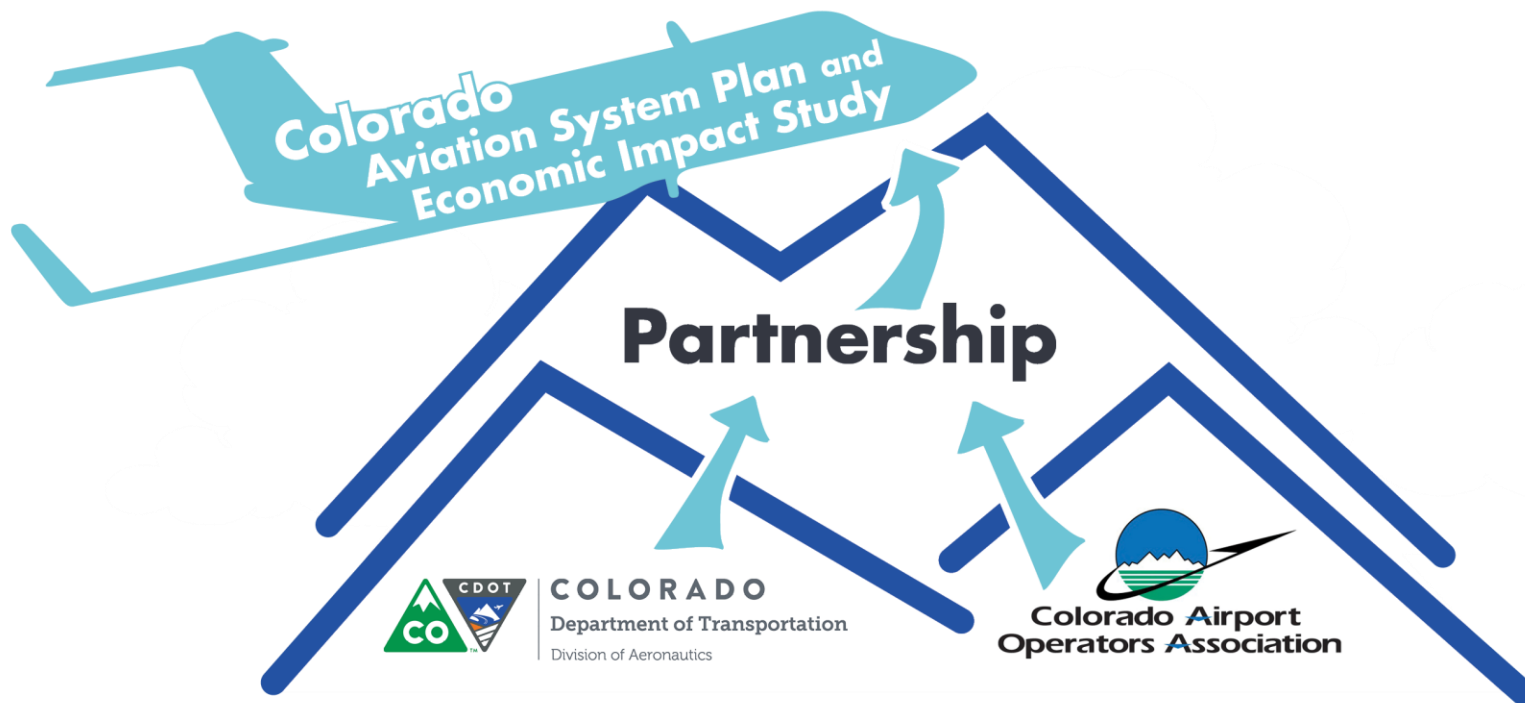 Colorado
Aviation System Plan and
Economic Impact Study
Partnership
CDOT
CO
TM
COLORADO
Department of Transportation
Division of Aeronautics
Colorado Airport
Operators Association